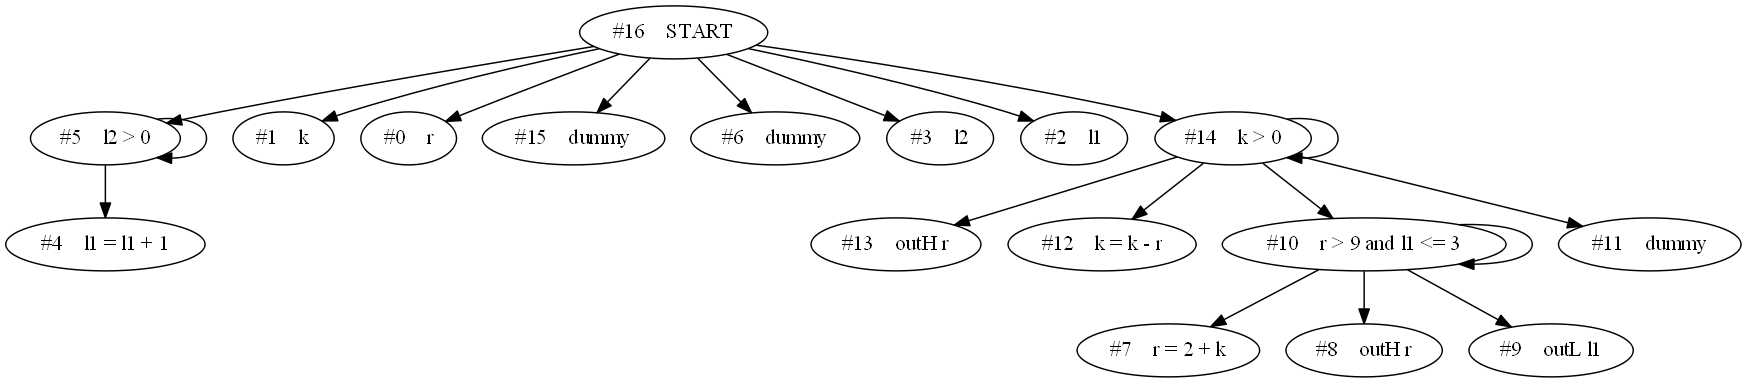 #16 START
#5 l2 > 0
#1 k
#0 r
#15 dummy
#6 dummy
#3 l2
#2 l1
#14 k > 0
#4 l1 = l1 + 1
#13 outH r
#12 k = k - r
#10 r > 9 and l1 <= 3
#11 dummy
#7 r = 2 + k
#8 outH r
#9 outL l1